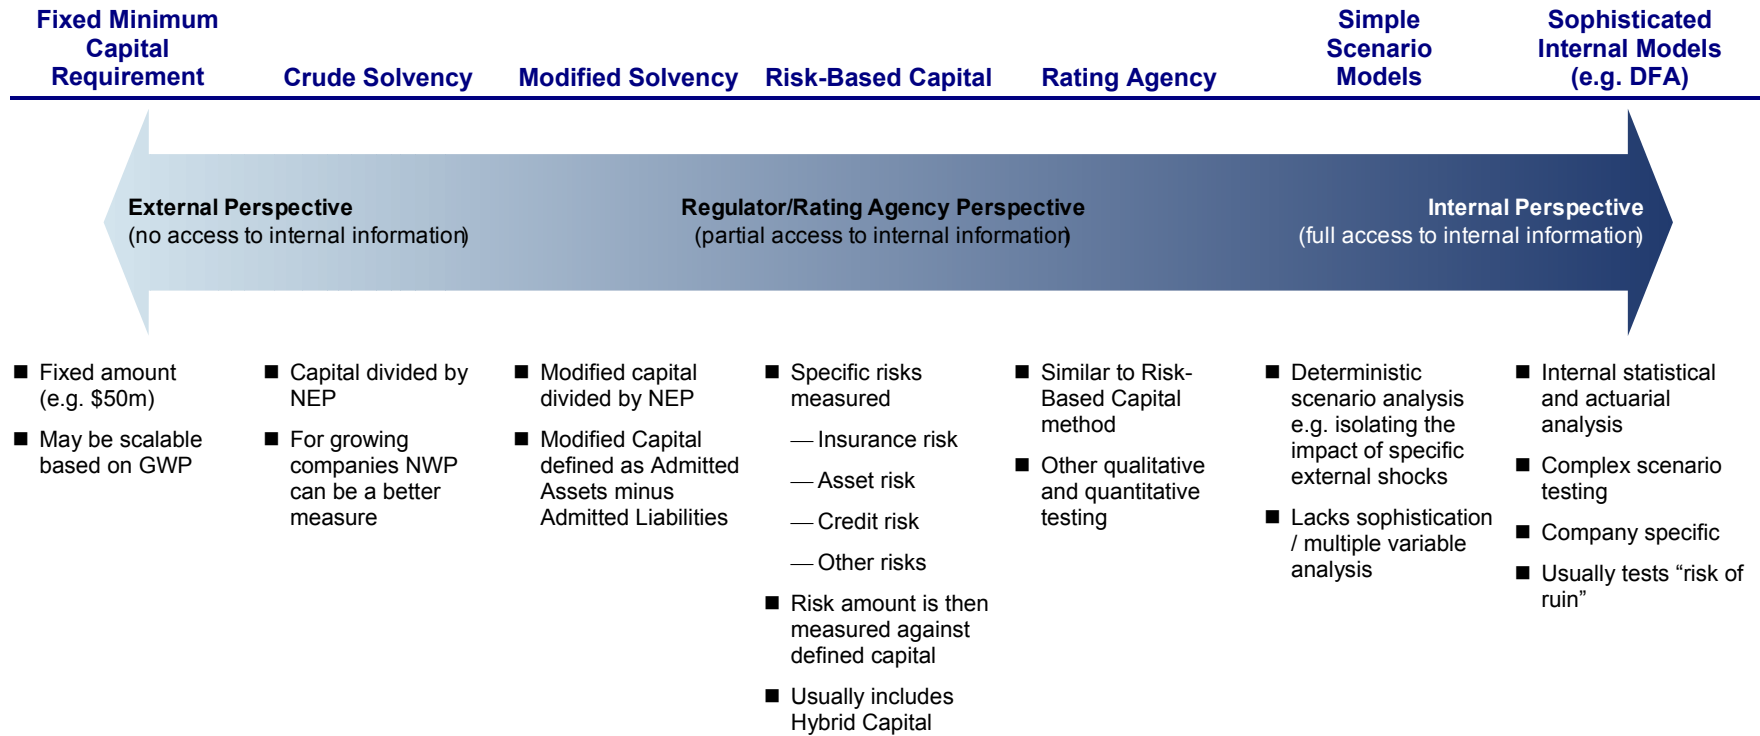 Fixed Minimum
Capital
Requirement
Crude Solvency
Modified Solvency
Risk-Based Capital
Rating Agency
Simple
Scenario
Models
Sophisticated
Internal Models
(e.g. DFA)
External Perspective
(no access to internal information)
Regulator/Rating Agency Perspective
(partial access to internal information)
Internal Perspective
(full access to internal information)
■ Fixed amount
(e.g. $50m)
■ May be scalable
based on GWP
■ Capital divided by
NEP
■ For growing
companies NWP
can be a better
measure
■ Modified capital
divided by NEP
■ Modified Capital
defined as Admitted
Assets minus
Admitted Liabilities
■ Specific risks
measured
— Insurance risk
— Asset risk
— Credit risk
— Other risks
■ Risk amount is then
measured against
defined capital
■ Usually includes
Hybrid Capital
■ Similar to Risk-
Based Capital
method
■ Other qualitative
and quantitative
testing
■ Deterministic
scenario analysis
e.g. isolating the
impact of specific
external shocks
■ Lacks sophistication
/ multiple variable
analysis
■ Internal statistical
and actuarial
analysis
■ Complex scenario
testing
■ Company specific
■ Usually tests “risk of
ruin”